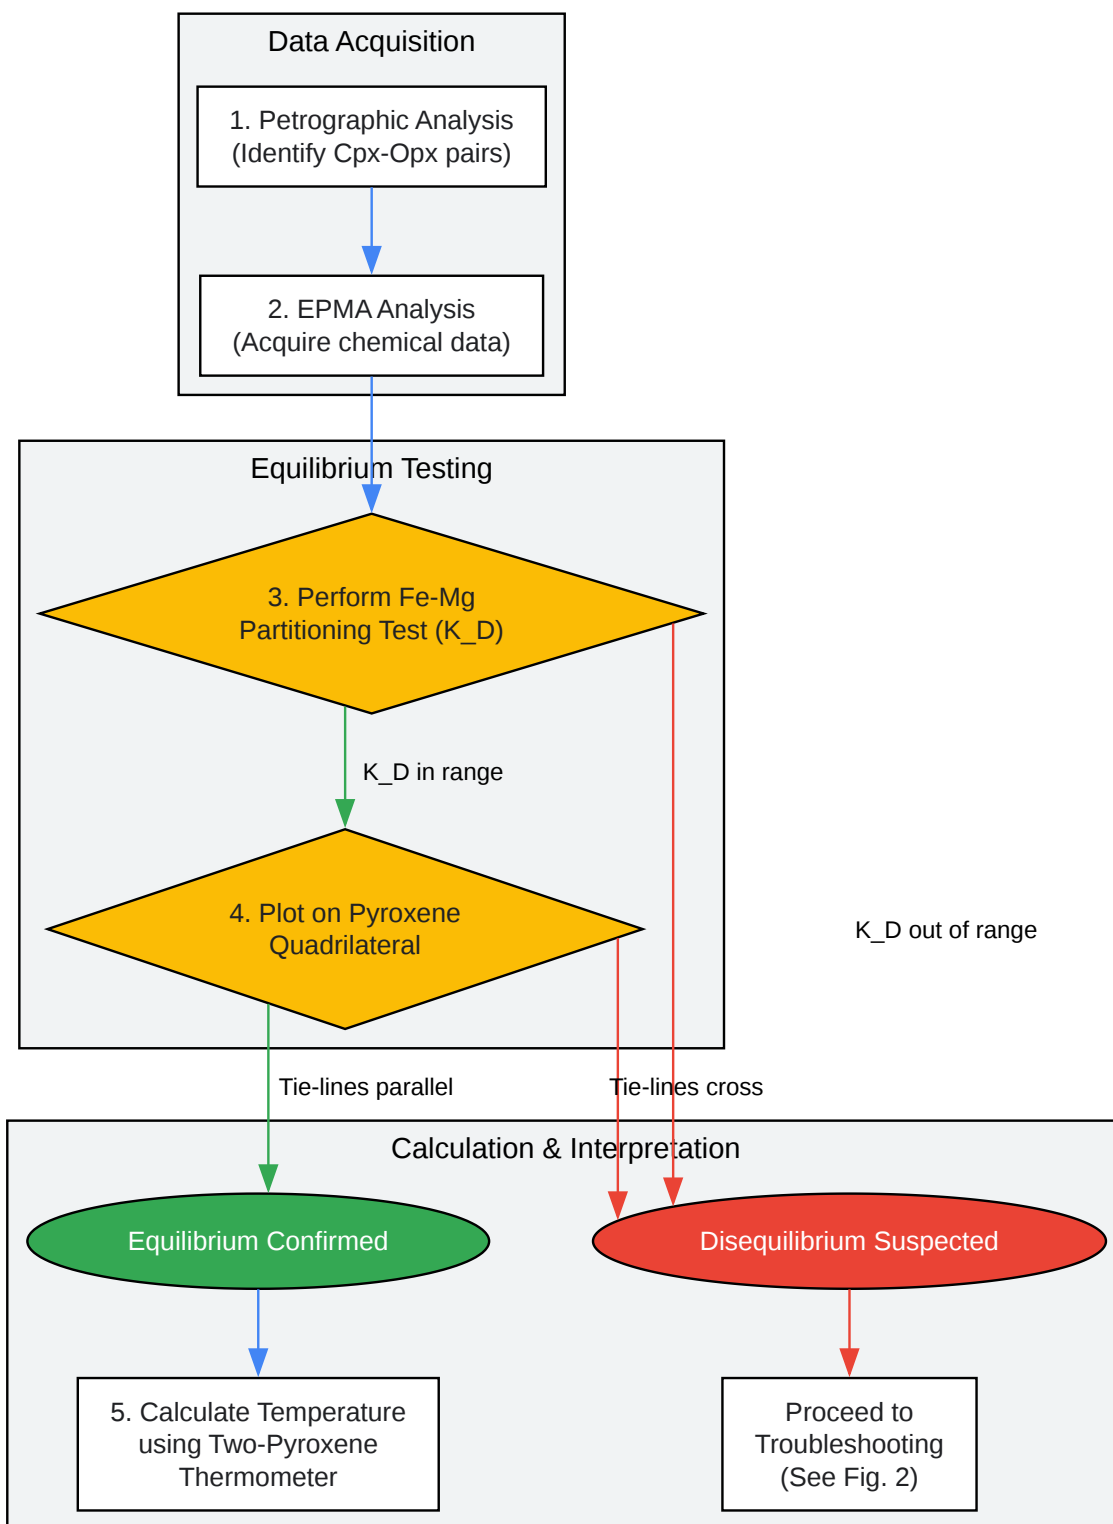 Data Acquisition
1. Petrographic Analysis
(Identify Cpx-Opx pairs)
2. EPMA Analysis
(Acquire chemical data)
Equilibrium Testing
3. Perform Fe-Mg
Partitioning Test (K_D)
K_D in range
4. Plot on Pyroxene
Quadrilateral
K_D out of range
Tie-lines parallel
Tie-lines cross
Calculation & Interpretation
Equilibrium Confirmed
Disequilibrium Suspected
5. Calculate Temperature
using Two-Pyroxene
Thermometer
Proceed to
Troubleshooting
(See Fig. 2)